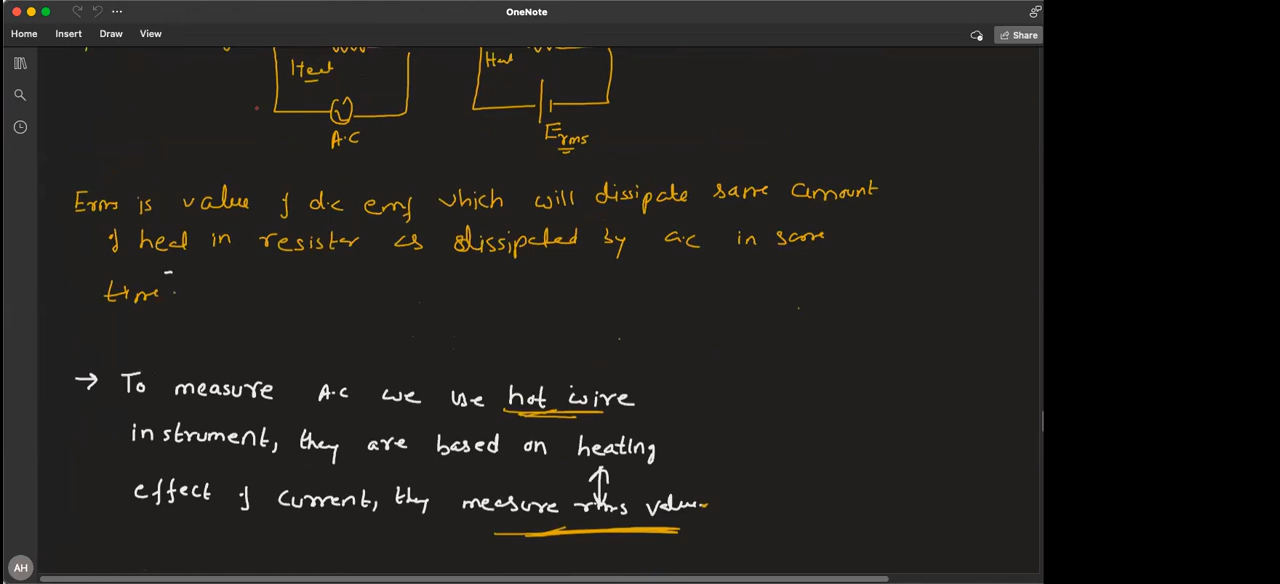 OneNote
Home Insert Draw View
Share
Heat
Heat
A.C
Erms
Erms is value of d.c emf which will dissipate same amount
of heat in resister as dissipated by a.c in same
time
→ To measure A.C we use hot wire
instrument, they are based on heating
effect of current, they measure rms value
AH